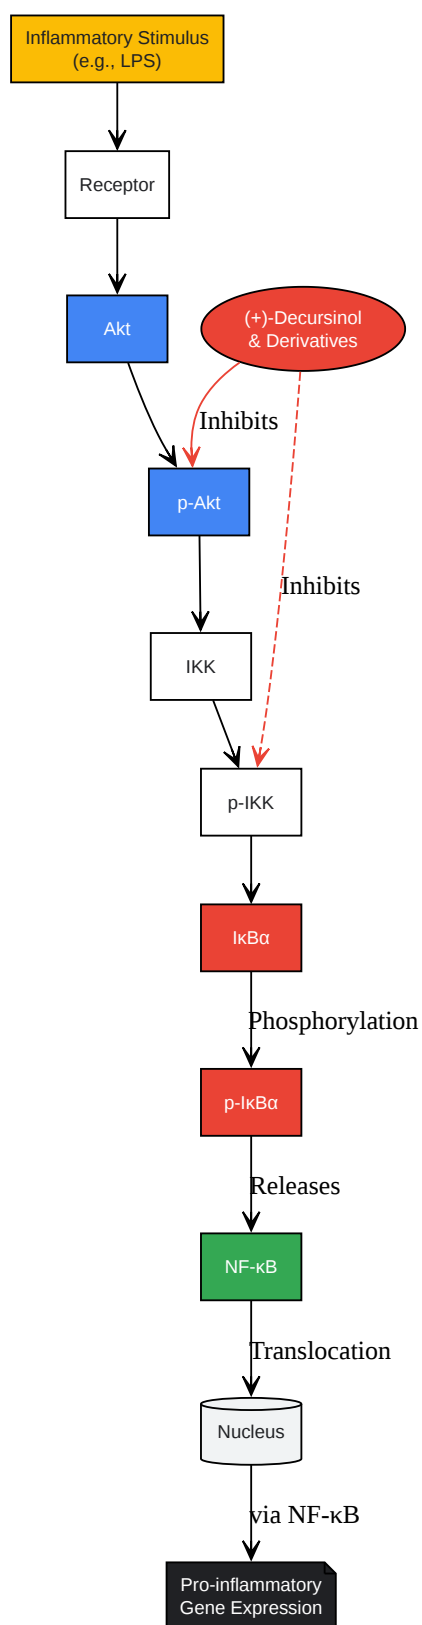 Inflammatory Stimulus
(e.g., LPS)
Receptor
Akt
(+)-Decursinol
& Derivatives
Inhibits
p-Akt
Inhibits
IKK
p-IKK
IκBα
Phosphorylation
p-IκBα
Releases
NF-κB
Translocation
Nucleus
via NF-κB
Pro-inflammatory
Gene Expression